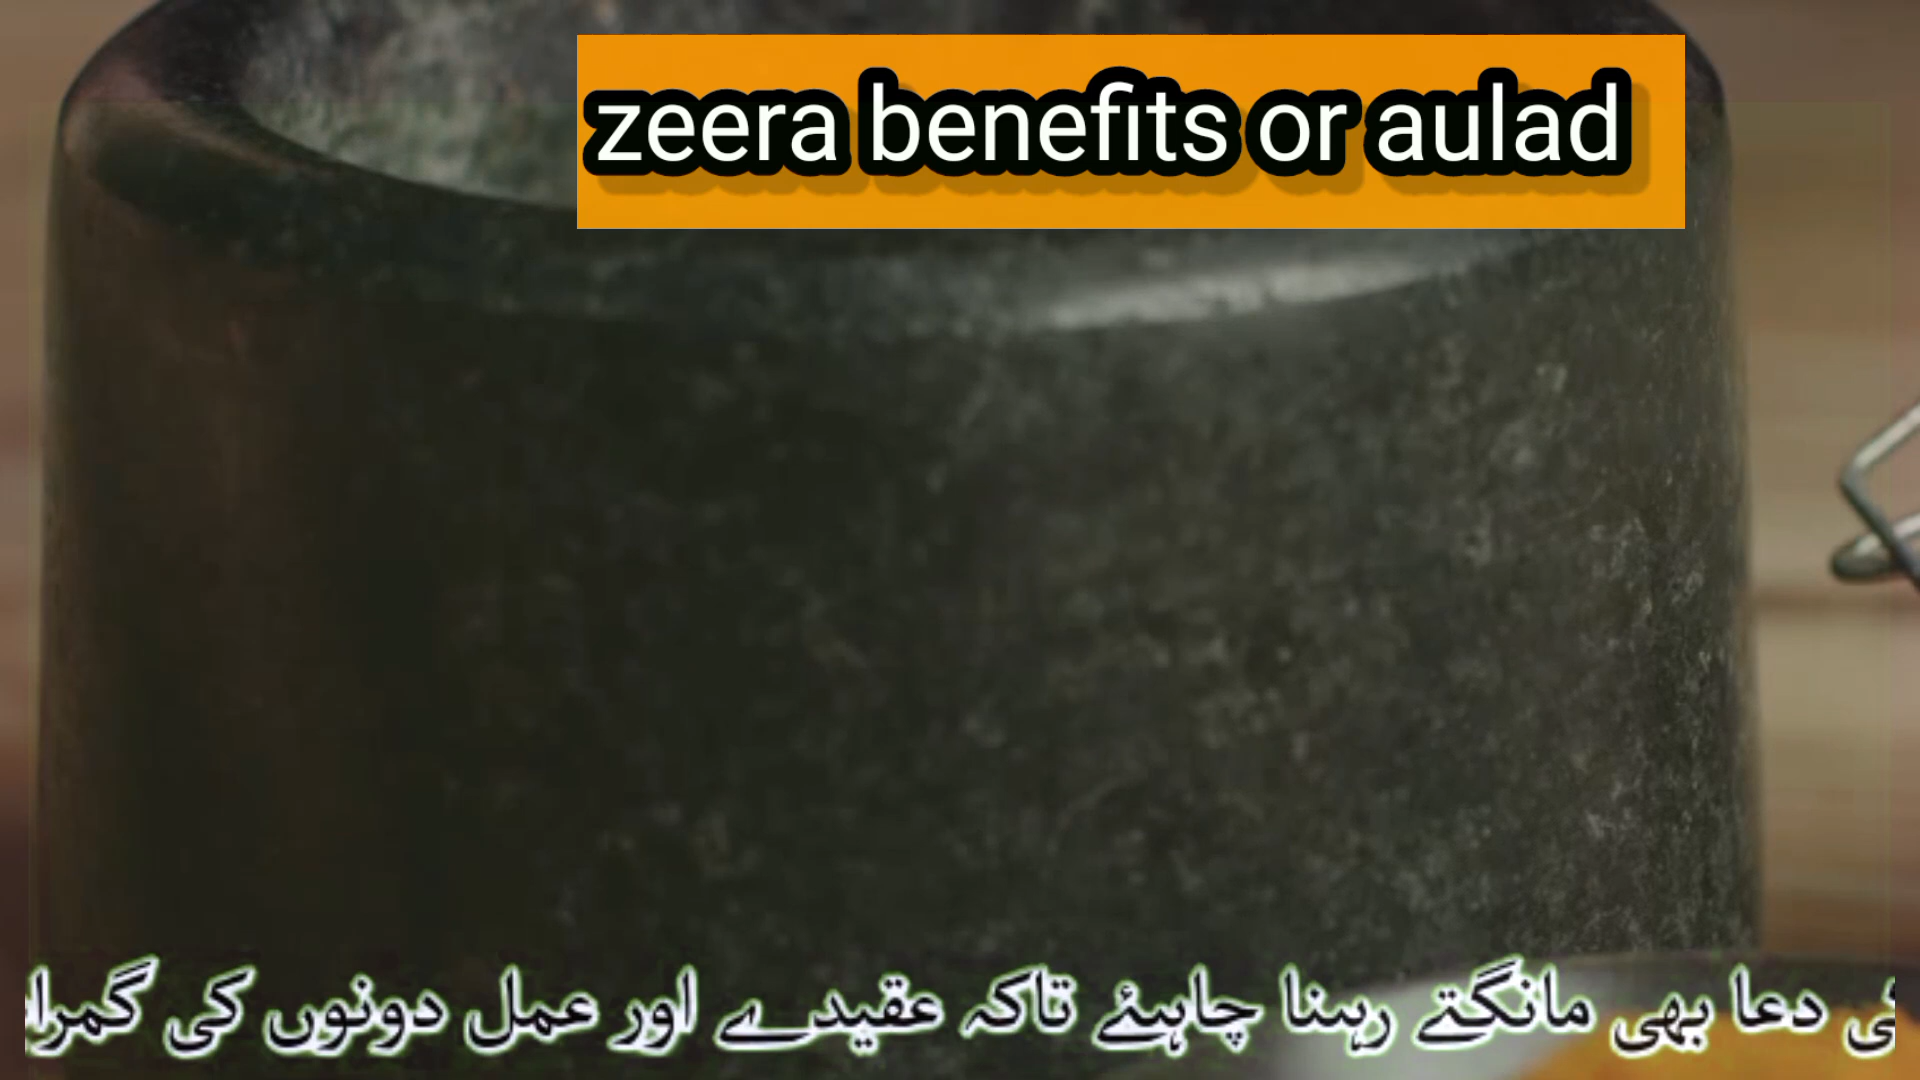 zeera benefits or aulad
دعا بھی مانگتے رہنا چاہئے تاکہ عقیدے اور عمل دونوں کی